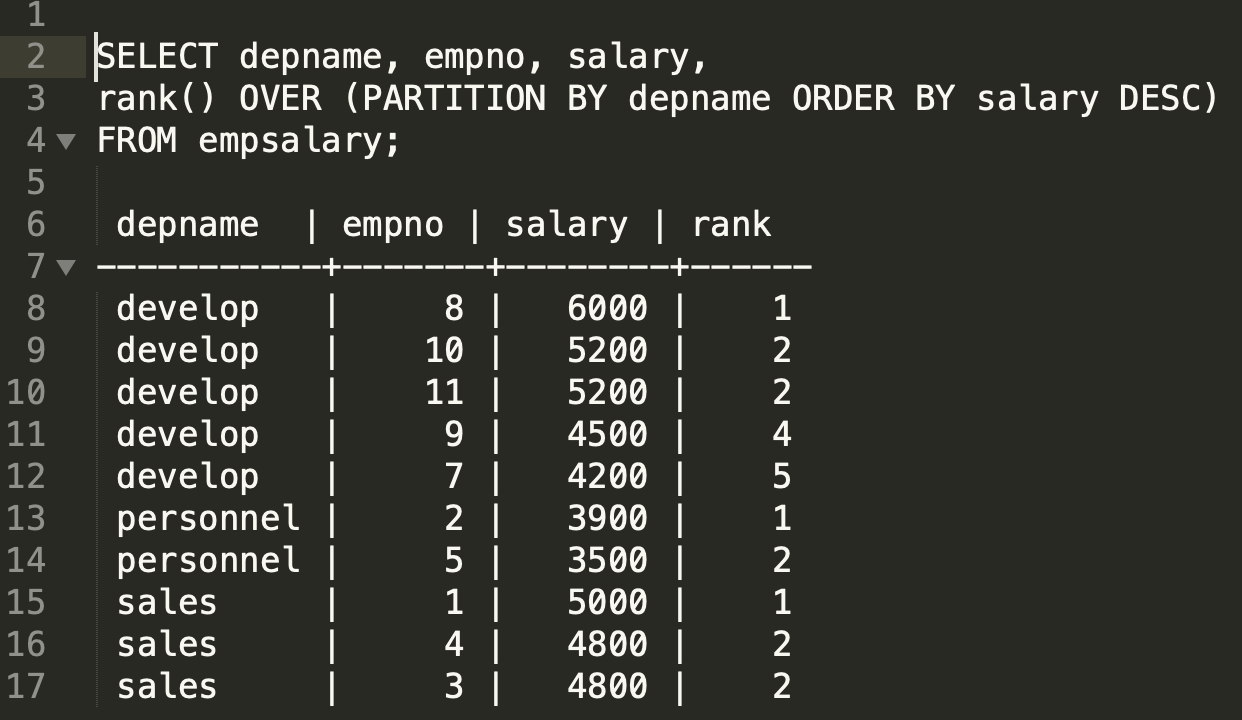 1
2 SELECT depname, empno, salary,
3 rank() OVER (PARTITION BY depname ORDER BY salary DESC)
4 FROM empsalary;
5
6  depname  | empno | salary | rank
7 -----------+-------+--------+------
8  develop   |     8 |   6000 |    1
9  develop   |    10 |   5200 |    2
10  develop   |    11 |   5200 |    2
11  develop   |     9 |   4500 |    4
12  develop   |     7 |   4200 |    5
13  personnel |     2 |   3900 |    1
14  personnel |     5 |   3500 |    2
15  sales     |     1 |   5000 |    1
16  sales     |     4 |   4800 |    2
17  sales     |     3 |   4800 |    2